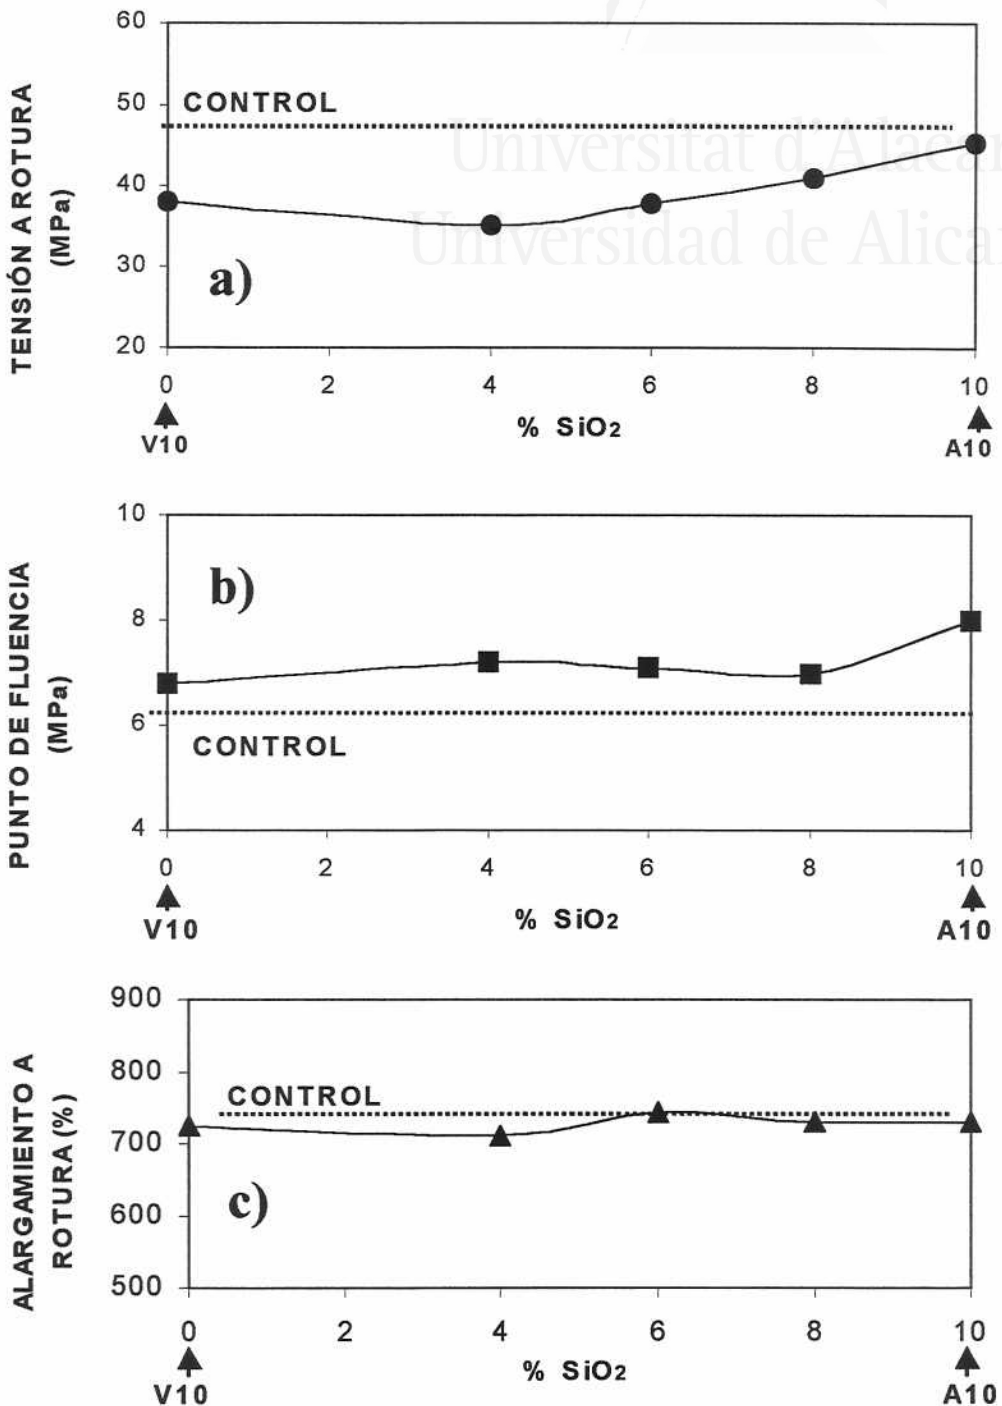 60
50
40
30
20
TENSIÓN A ROTURA
(MPa)
CONTROL
a)
0 2 4 6 8 10
% SiO2
V10 A10
Universitat d'Alacan
Universidad de Alican
10
8
6
4
PUNTO DE FLUENCIA
(MPa)
b)
CONTROL
0 2 4 6 8 10
% SiO2
V10 A10
900
800
700
600
500
ALARGAMIENTO A
ROTURA (%)
CONTROL
c)
0 2 4 6 8 10
% SiO2
V10 A10